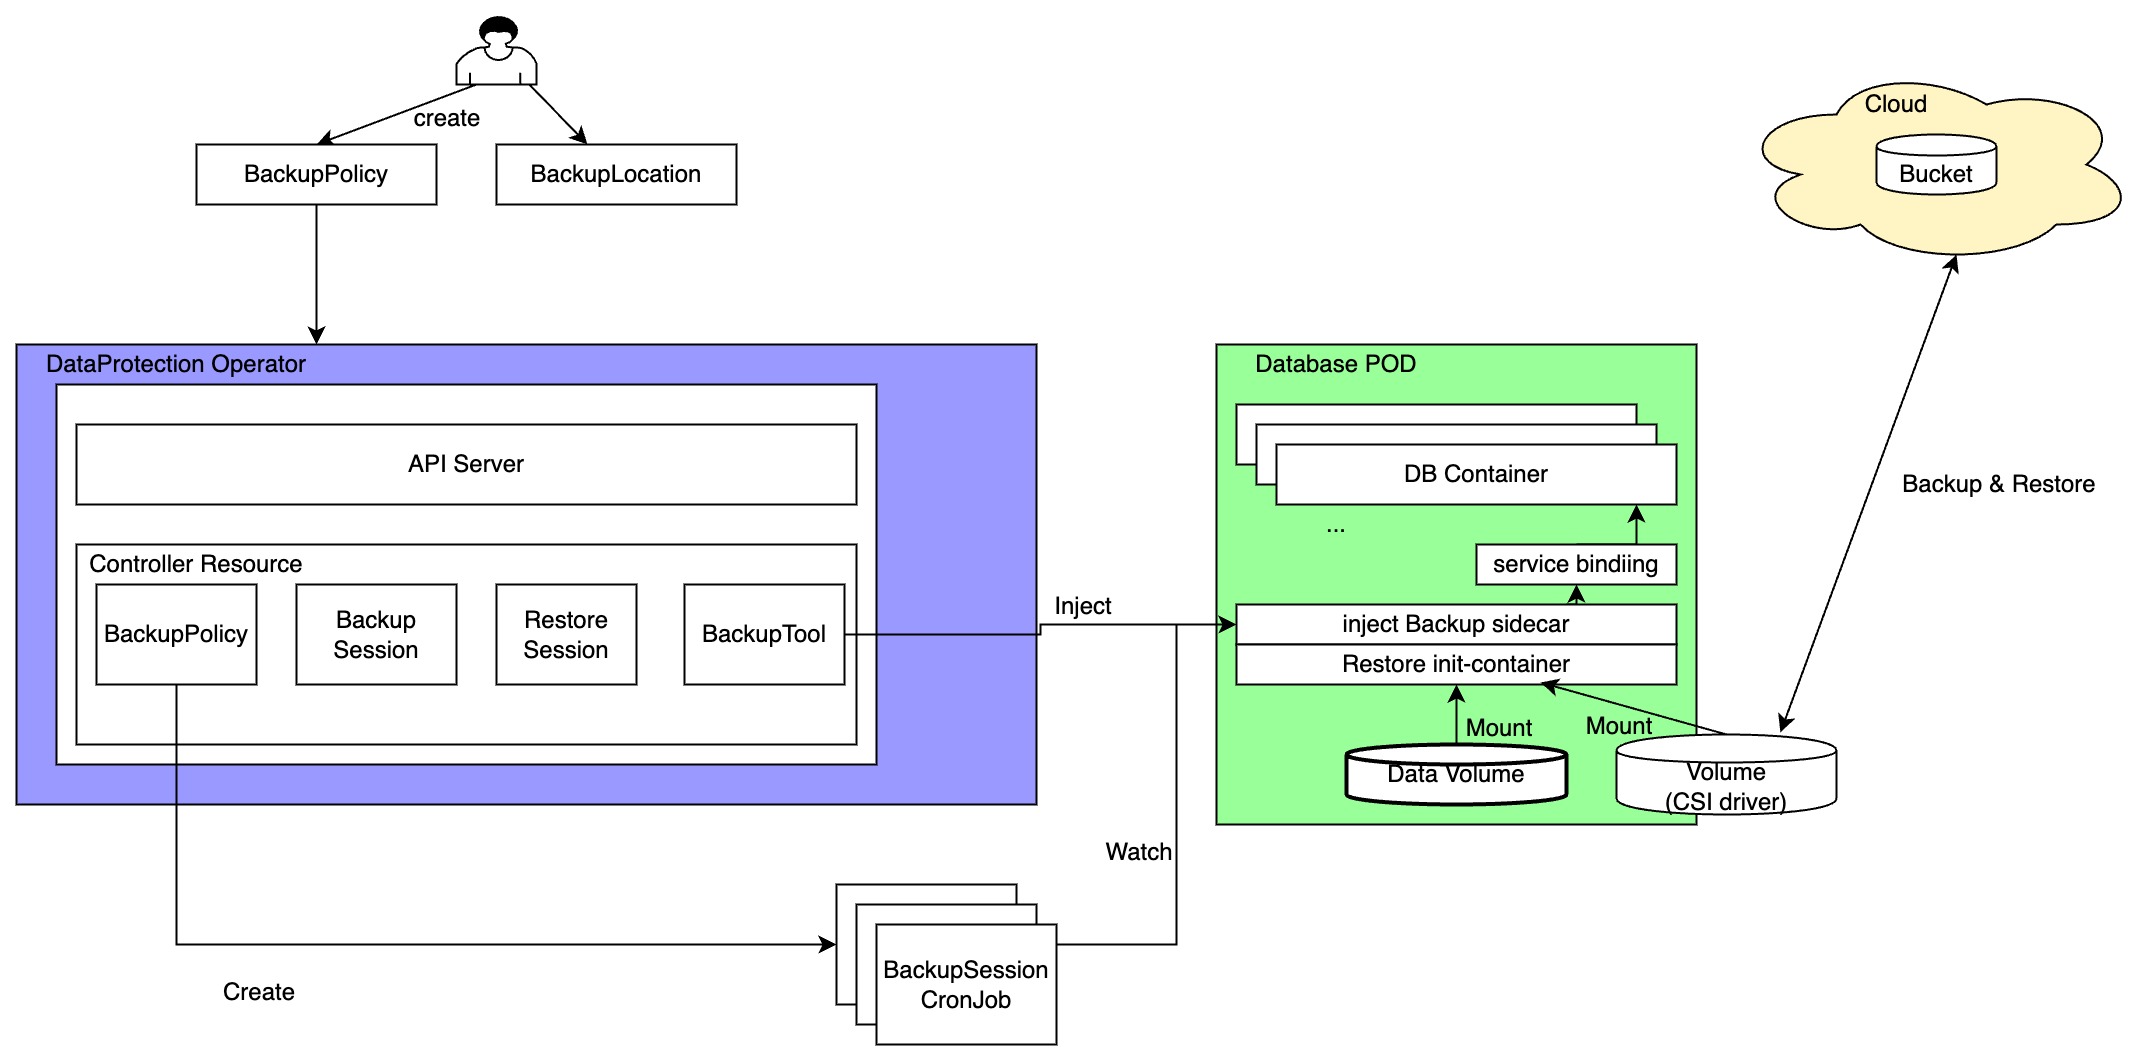 create
BackupPolicy
BackupLocation
Cloud
Bucket
DataProtection Operator
API Server
Controller Resource
BackupPolicy
Backup
Session
Restore
Session
BackupTool
Inject
Database POD
DB Container
...
service bindiing
inject Backup sidecar
Restore init-container
Mount
Mount
Data Volume
Volume
(CSI driver)
Backup & Restore
Watch
Create
BackupSession
CronJob